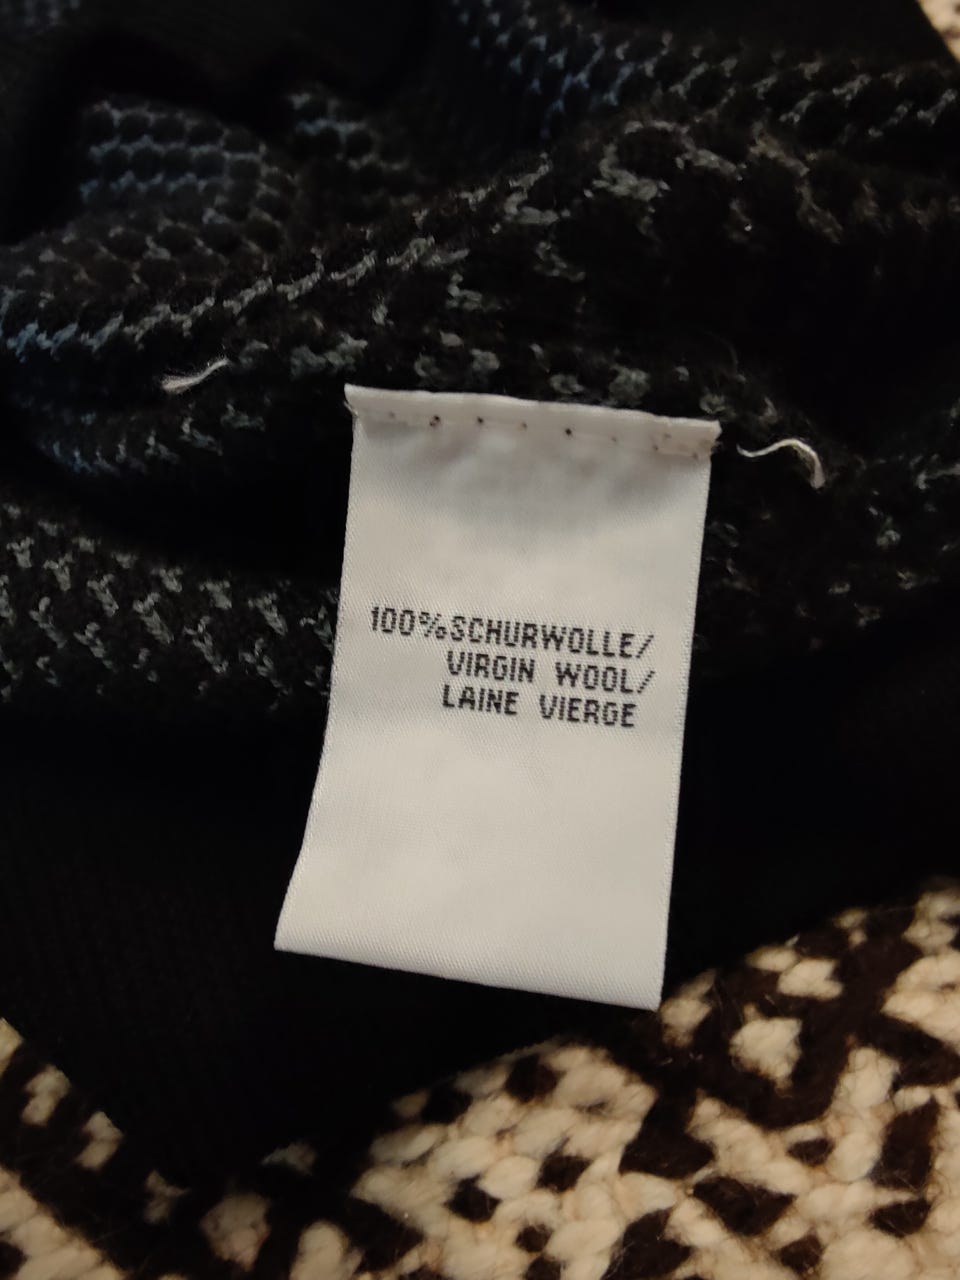 100%SCHURWOLLE/
VIRGIN WOOL/
LAINE VIERGE